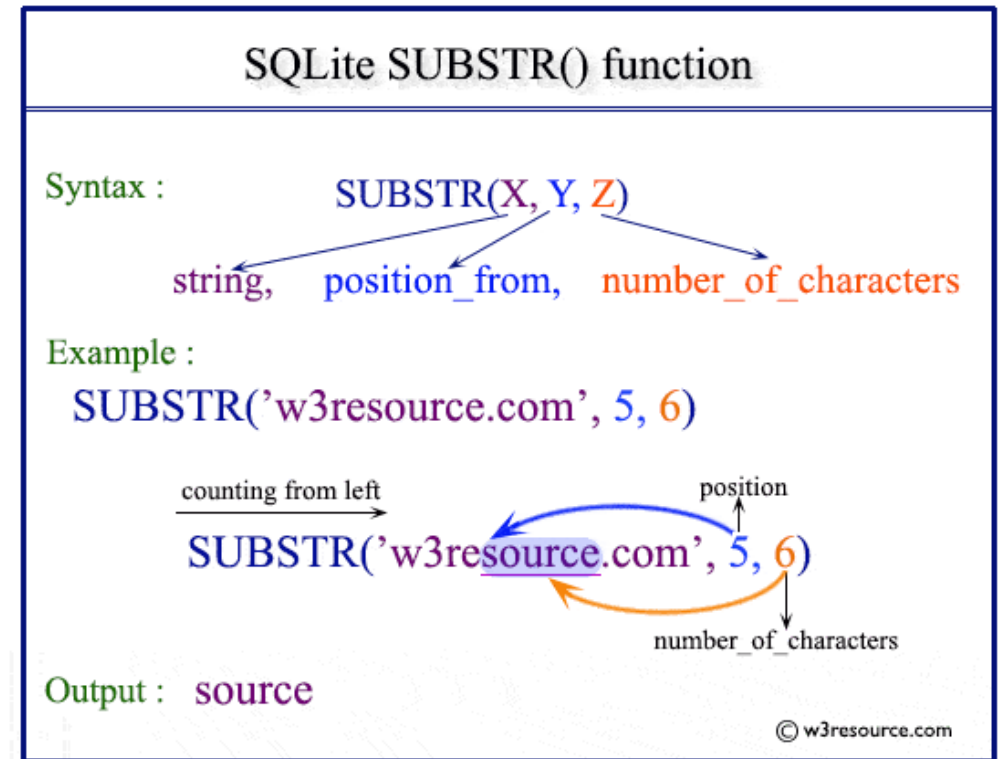 SQLite SUBSTR() function
Syntax :
SUBSTR(X, Y, Z)
string, position_from, number_of_characters
Example :
SUBSTR(’w3resource.com’, 5, 6)
counting from left
position
SUBSTR(’w3resource.com’, 5, 6)
number_of_characters
Output : source
© w3resource.com